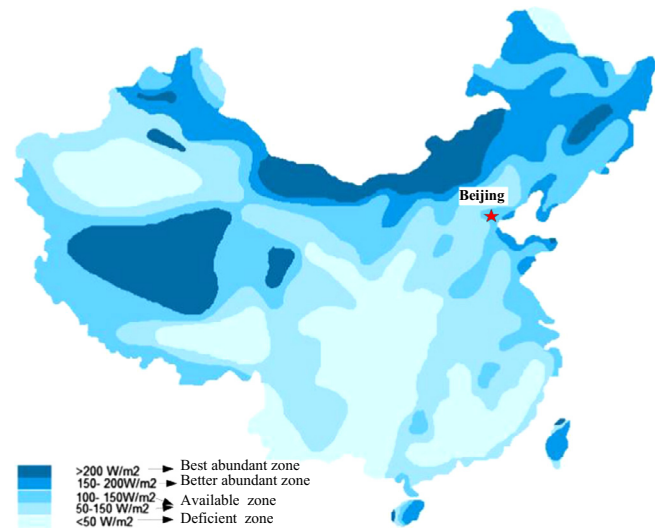 Beijing
>200 W/m2 Best abundant zone
150- 200W/m2 Better abundant zone
100- 150W/m2 Available zone
50-150 W/m2
<50 W/m2 Deficient zone